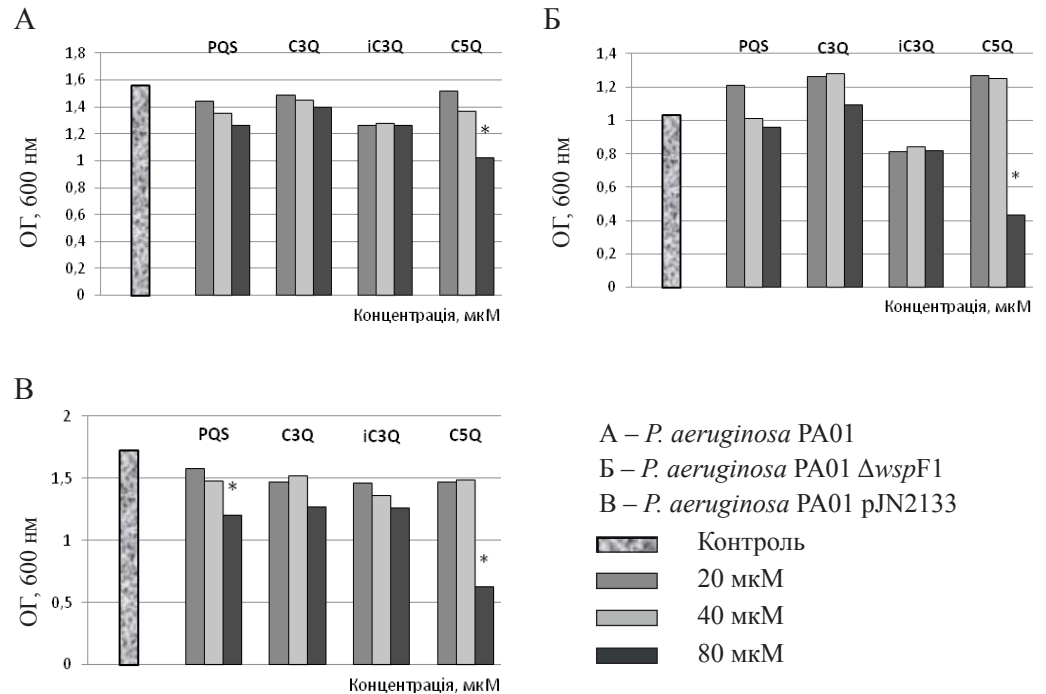 А
PQS C3Q iC3Q C5Q
1,8
1,6
1,4
1,2
1
0,8
0,6
0,4
0,2
0
*
ОГ, 600 нм
Концентрація, мкМ
Б
PQS C3Q iC3Q C5Q
1,4
1,2
1
0,8
0,6
0,4
0,2
0
*
ОГ, 600 нм
Концентрація, мкМ
В
PQS C3Q iC3Q C5Q
2
1,5
1
0,5
0
*
*
ОГ, 600 нм
Концентрація, мкМ
А – P. aeruginosa PA01
Б – P. aeruginosa PA01 ΔwspF1
В – P. aeruginosa PA01 pJN2133
Контроль
20 мкМ
40 мкМ
80 мкМ